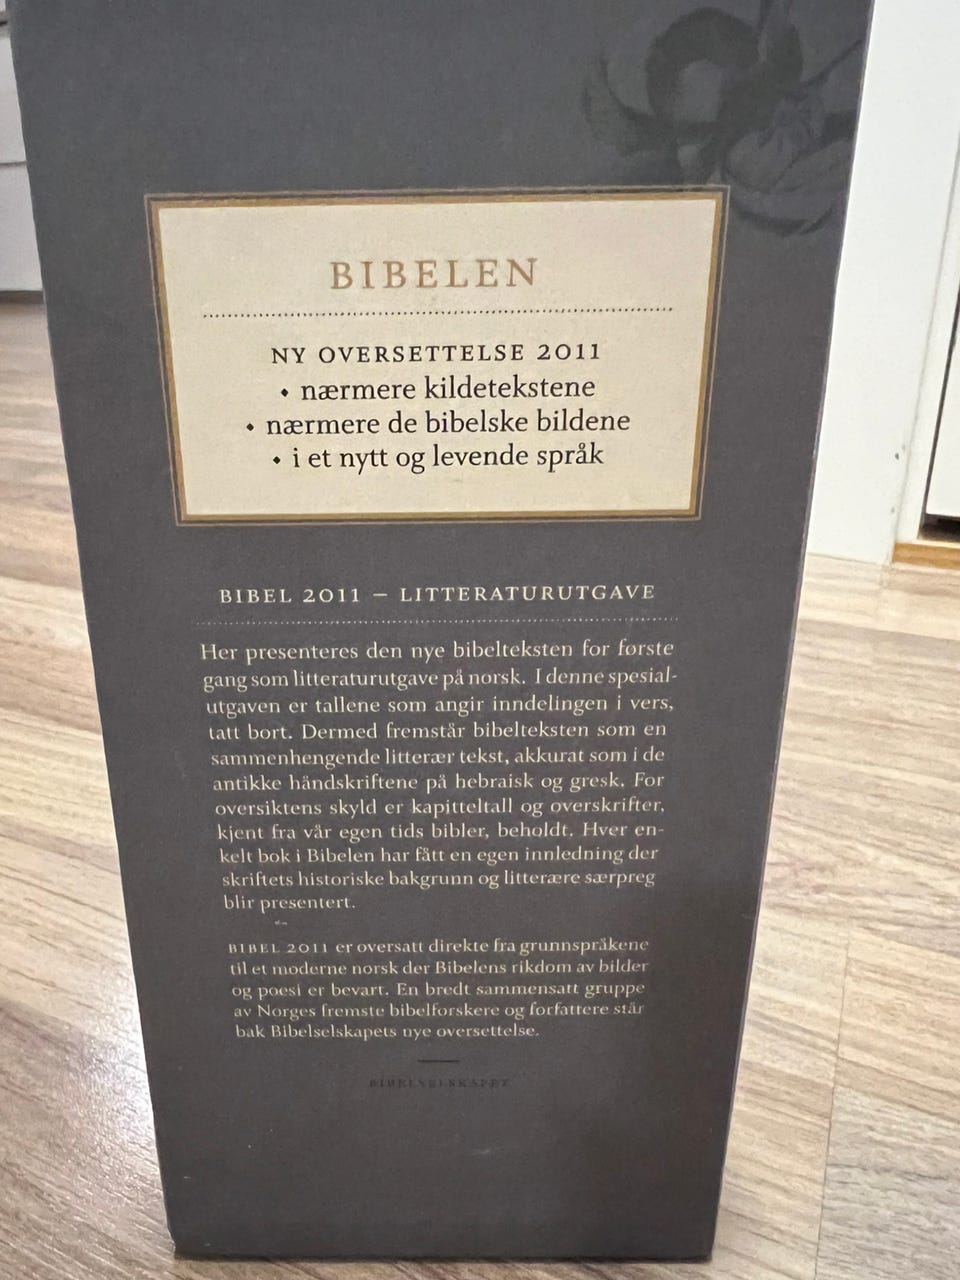 BIBELEN
NY OVERSETTELSE 2011
• nærmere kildetekstene
• nærmere de bibelske bildene
• i et nytt og levende språk
BIBEL 2011 – LITTERATURUTGAVE
Her presenteres den nye bibelteksten for første
gang som litteraturutgave på norsk. I denne spesial-
utgaven er tallene som angir inndelingen i vers,
tatt bort. Dermed fremstår bibelteksten som en
sammenhengende litterær tekst, akkurat som i de
antikke håndskriftene på hebraisk og gresk. For
oversiktens skyld er kapitteltall og overskrifter,
kjent fra vår egen tids bibler, beholdt. Hver en-
kelt bok i Bibelen har fått en egen innledning der
skriftets historiske bakgrunn og litterære særpreg
blir presentert.
BIBEL 2011 er oversatt direkte fra grunnspråkene
til et moderne norsk der Bibelens rikdom av bilder
og poesi er bevart. En bredt sammensatt gruppe
av Norges fremste bibelforskere og forfattere står
bak Bibelselskapets nye oversettelse.
BIBELSELSKAPET